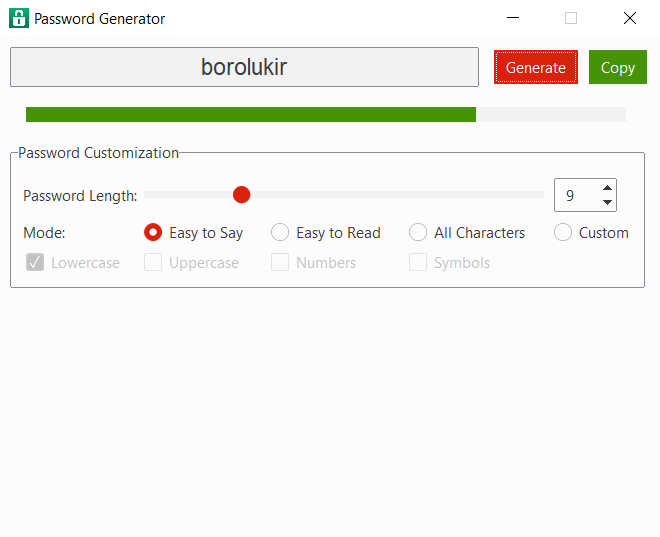 Password Generator
borolukir Generate Copy
Password Customization
Password Length: 9
Mode: Easy to Say Easy to Read All Characters Custom
Lowercase Uppercase Numbers Symbols